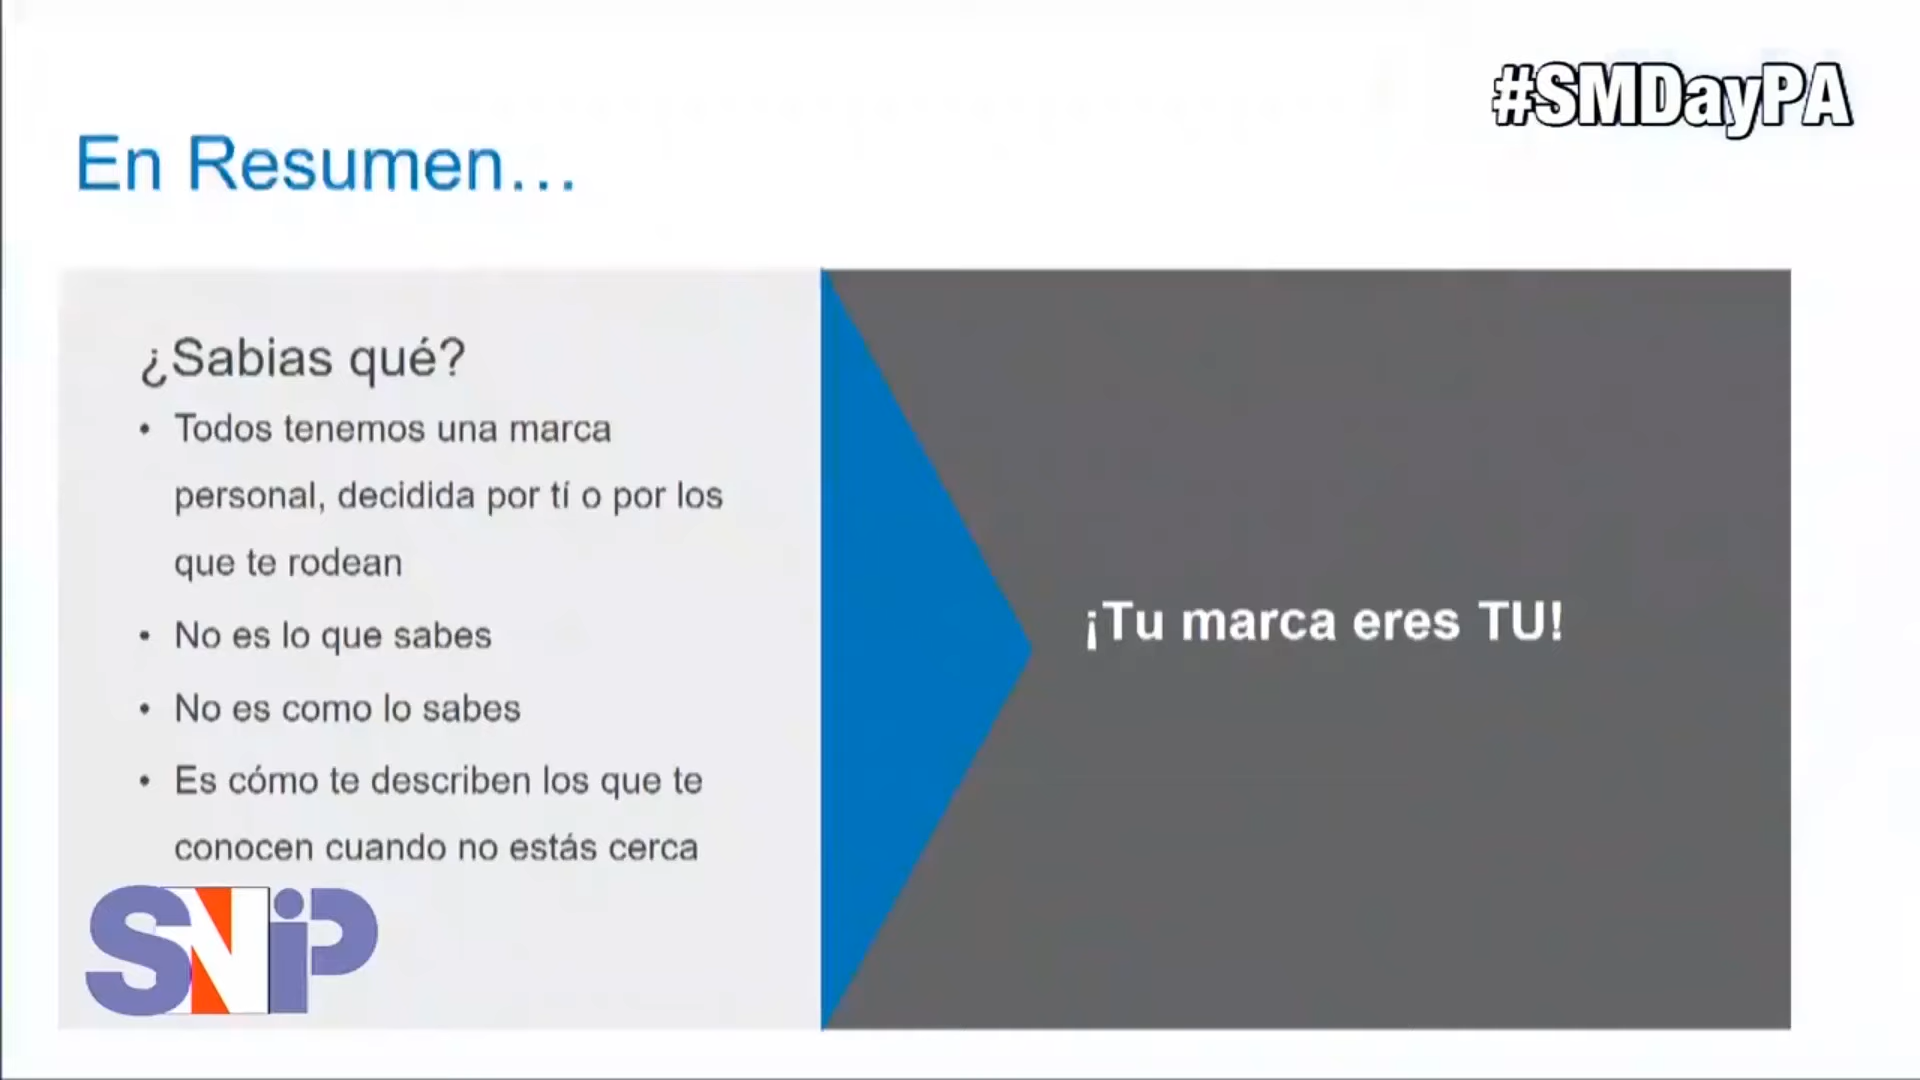 #SMDayPA
En Resumen…
¿Sabias qué?
• Todos tenemos una marca
personal, decidida por tí o por los
que te rodean
• No es lo que sabes
• No es como lo sabes
• Es cómo te describen los que te
conocen cuando no estás cerca
¡Tu marca eres TU!
SNiP